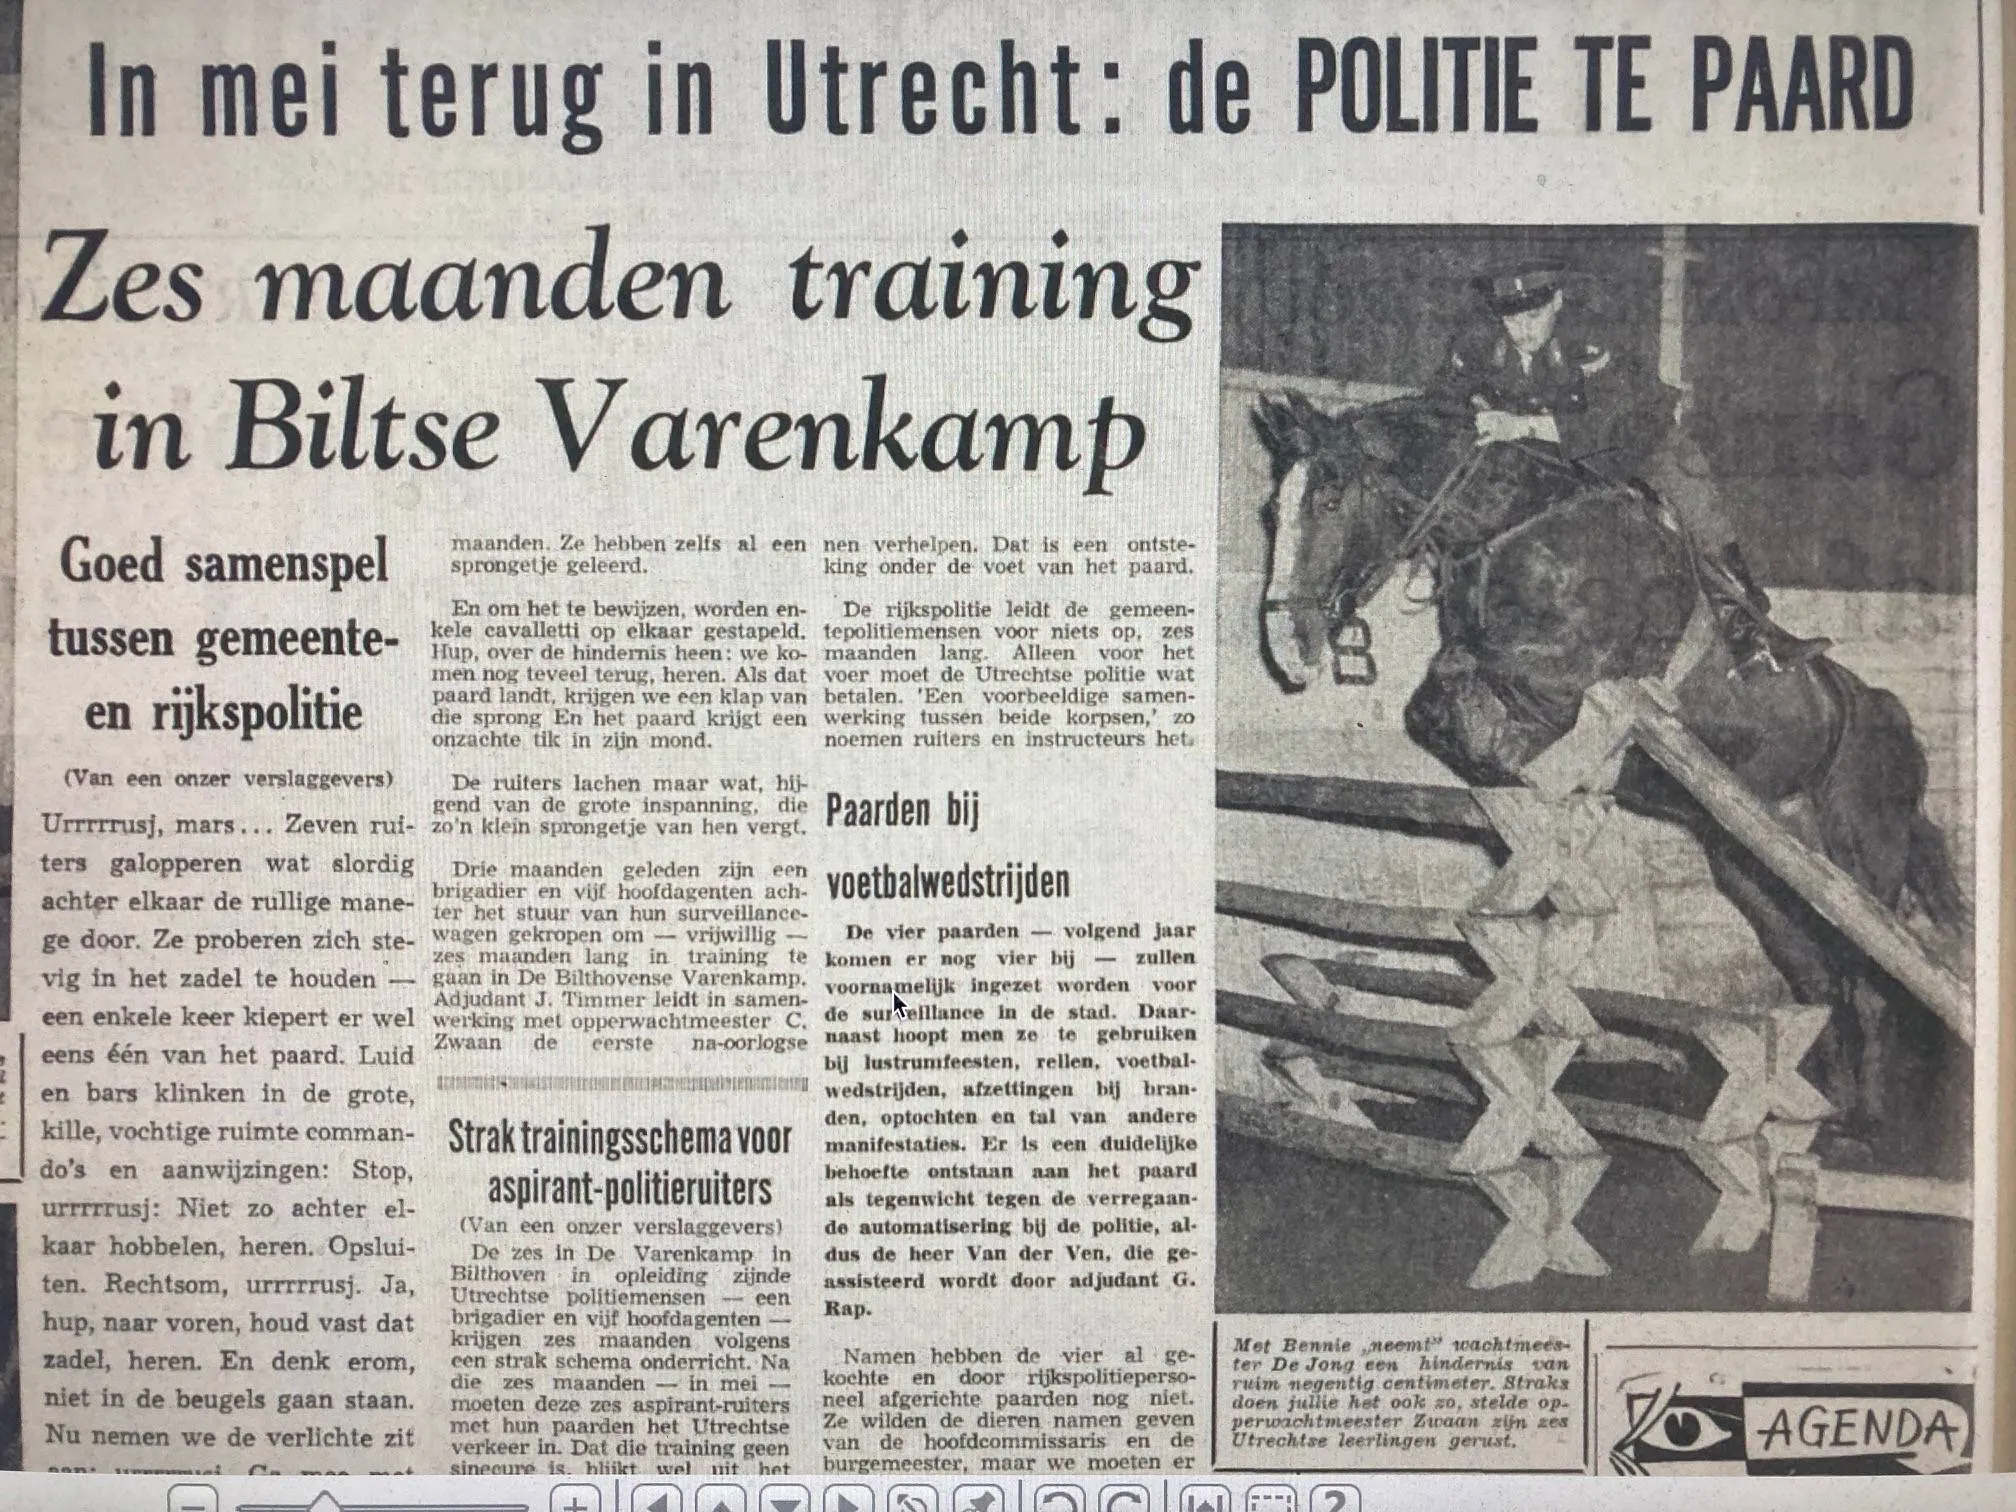 In mei terug in Utrecht: de POLITIE TE PAARD
Zes maanden training
in Biltse Varenkamp
Goed samenspel
tussen gemeente-
en rijkspolitie
(Van een onzer verslaggevers)
Urrrrrusj, mars... Zeven rui-
ters galopperen wat slordig
achter elkaar de rullige mane-
ge door. Ze proberen zich ste-
vig in het zadel te houden —
een enkele keer kiepert er wel
eens één van het paard. Luid
en bars klinken in de grote,
kille, vochtige ruimte comman-
do's en aanwijzingen: Stop,
urrrrrusj: Niet zo achter el-
kaar hobbelen, heren. Opslui-
ten. Rechtsom, urrrrrusj. Ja,
hup, naar voren, houd vast dat
zadel, heren. En denk erom,
niet in de beugels gaan staan.
Nu nemen we de verlichte zit
maanden. Ze hebben zelfs al een
sprongetje geleerd.
En om het te bewijzen, worden en-
kele cavalletti op elkaar gestapeld.
Hup, over de hindernis heen: we ko-
men nog teveel terug, heren. Als dat
paard landt, krijgen we een klap van
die sprong En het paard krijgt een
onzachte tik in zijn mond.
De ruiters lachen maar wat, hij-
gend van de grote inspanning, die
zo'n klein sprongetje van hen vergt.
Drie maanden geleden zijn een
brigadier en vijf hoofdagenten ach-
ter het stuur van hun surveillance-
wagen gekropen om — vrijwillig —
zes maanden lang in training te
gaan in De Bilthovense Varenkamp.
Adjudant J. Timmer leidt in samen-
werking met opperwachtmeester C.
Zwaan de eerste na-oorlogse
Strak trainingsschema voor
aspirant-politieruiters
(Van een onzer verslaggevers)
De zes in De Varenkamp in
Bilthoven in opleiding zijnde
Utrechtse politiemensen — een
brigadier en vijf hoofdagenten —
krijgen zes maanden volgens
een strak schema onderricht. Na
die zes maanden — in mei —
moeten deze zes aspirant-ruiters
met hun paarden het Utrechtse
verkeer in. Dat die training geen
sinecure is, blijkt wel uit het
nen verhelpen. Dat is een ontste-
king onder de voet van het paard.
De rijkspolitie leidt de gemeen-
tepolitiemensen voor niets op, zes
maanden lang. Alleen voor het
voer moet de Utrechtse politie wat
betalen. 'Een voorbeeldige samen-
werking tussen beide korpsen,' zo
noemen ruiters en instructeurs het.
Paarden bij
voetbalwedstrijden
De vier paarden — volgend jaar
komen er nog vier bij — zullen
voornamelijk ingezet worden voor
de surveillance in de stad. Daar-
naast hoopt men ze te gebruiken
bij lustrumfeesten, rellen, voetbal-
wedstrijden, afzettingen bij bran-
den, optochten en tal van andere
manifestaties. Er is een duidelijke
behoefte ontstaan aan het paard
als tegenwicht tegen de verregaan-
de automatisering bij de politie, al-
dus de heer Van der Ven, die ge-
assisteerd wordt door adjudant G.
Rap.
Namen hebben de vier al ge-
kochte en door rijkspolitieperso-
neel afgerichte paarden nog niet.
Ze wilden de dieren namen geven
van de hoofdcommissaris en de
burgemeester, maar we moeten er
Met Bennie „neemt” wachtmees-
ter De Jong een hindernis van
ruim negentig centimeter. Straks
doen jullie het ook zo, stelde op-
perwachtmeester Zwaan zijn zes
Utrechtse leerlingen gerust.
AGENDA